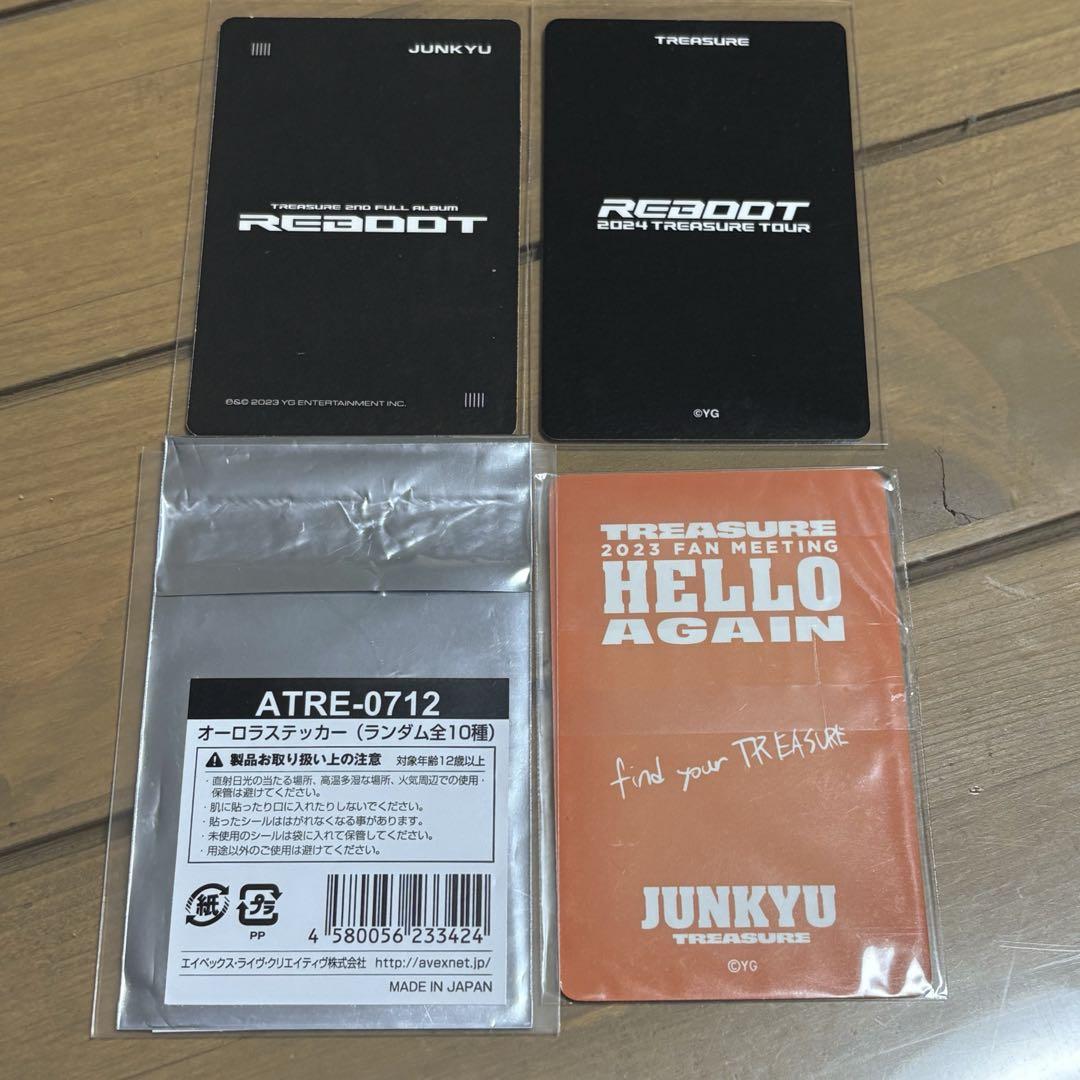 JUNKYU
TREASURE 2ND FULL ALBUM
REBOOT
℗&© 2023 YG ENTERTAINMENT INC.
TREASURE
REBOOT
2024 TREASURE TOUR
©YG
ATRE-0712
オーロラステッカー（ランダム全10種）
製品お取り扱い上の注意 対象年齢12歳以上
・直射日光の当たる場所、高温多湿な場所、火気周辺での使用・
保管は避けてください。
・肌に貼ったり口に入れたりしないでください。
・貼ったシールははがれなくなる事があります。
・未使用のシールは袋に入れて保管してください。
・用途以外のご使用は避けてください。
紙
プラ
PP
4 580056 233424
エイベックス・ライヴ・クリエイティヴ株式会社 http://avexnet.jp/
MADE IN JAPAN
TREASURE
2023 FAN MEETING
HELLO
AGAIN
find your TREASURE
JUNKYU
TREASURE
©YG